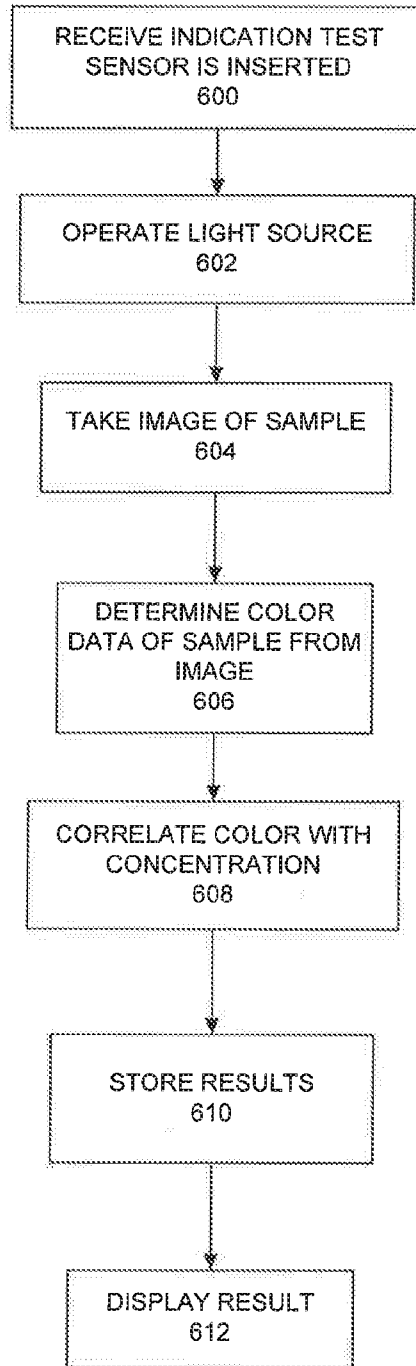 RECEIVE INDICATION TEST
SENSOR IS INSERTED
600
OPERATE LIGHT SOURCE
602
TAKE IMAGE OF SAMPLE
604
DETERMINE COLOR
DATA OF SAMPLE FROM
IMAGE
606
CORRELATE COLOR WITH
CONCENTRATION
608
STORE RESULTS
610
DISPLAY RESULT
612